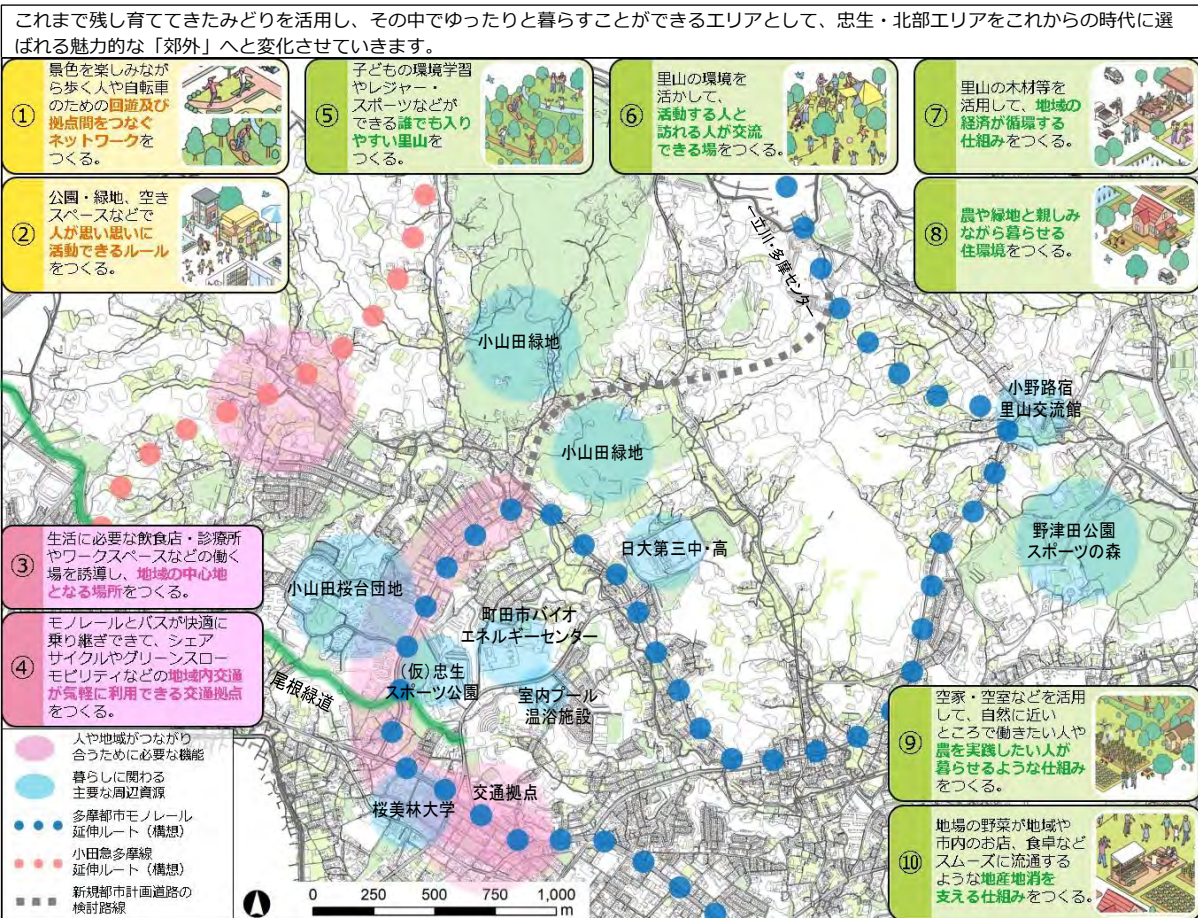 これまで残し育ててきたみどりを活用し、その中でゆったりと暮らすことができるエリアとして、忠生・北部エリアをこれからの時代に選
ばれる魅力的な「郊外」へと変化させていきます。
①
景色を楽しみなが
ら歩く人や自転車
のための回遊及び
拠点間をつなぐ
ネットワークを
つくる。
②
公園・緑地、空き
スペースなどで
人が思い思いに
活動できるルール
をつくる。
⑤
子どもの環境学習
やレジャー・
スポーツなどが
できる誰でも入り
やすい里山を
つくる。
⑥
里山の環境を
活かして、
活動する人と
訪れる人が交流
できる場をつくる。
⑦
里山の木材等を
活用して、地域の
経済が循環する
仕組みをつくる。
⑧
農や緑地と親しみ
ながら暮らせる
住環境をつくる。
←立川・多摩センター
小山田緑地
小野路宿
里山交流館
小山田緑地
野津田公園
スポーツの森
日大第三中・高
小山田桜台団地
町田市バイオ
エネルギーセンター
(仮)忠生
スポーツ公園
室内プール
温浴施設
尾根緑道
桜美林大学
交通拠点
③
生活に必要な飲食店・診療所
やワークスペースなどの働く
場を誘導し、地域の中心地
となる場所をつくる。
④
モノレールとバスが快適に
乗り継ぎできて、シェア
サイクルやグリーンスロー
モビリティなどの地域内交通
が気軽に利用できる交通拠点
をつくる。
人や地域がつながり
合うために必要な機能
暮らしに関わる
主要な周辺資源
多摩都市モノレール
延伸ルート（構想）
小田急多摩線
延伸ルート（構想）
新規都市計画道路の
検討路線
0 250 500 750 1,000
m
⑨
空家・空室などを活用
して、自然に近い
ところで働きたい人や
農を実践したい人が
暮らせるような仕組み
をつくる。
⑩
地場の野菜が地域や
市内のお店、食卓など
スムーズに流通する
ような地産地消を
支える仕組みをつくる。